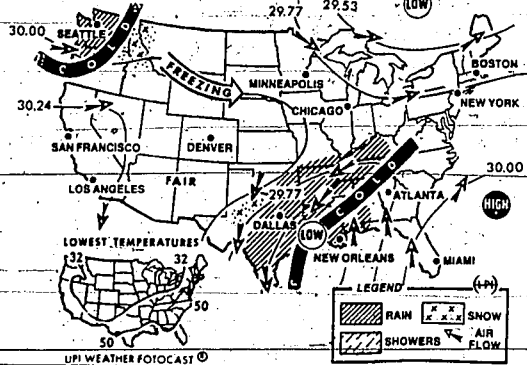 29.77
29.53
LOW
30.00
SEATTLE
COLD
FREEZING
MINNEAPOLIS
BOSTON
NEW YORK
CHICAGO
30.24
SAN FRANCISCO
DENVER
FAIR
LOS ANGELES
29.77
30.00
ATLANTA
HIGH
DALLAS
COLD
LOW
NEW ORLEANS
MIAMI
LOWEST TEMPERATURES
32
32
50
50
LEGEND
UPI
RAIN
SNOW
SHOWERS
AIR
FLOW
UPI WEATHER FOTOCAST ®